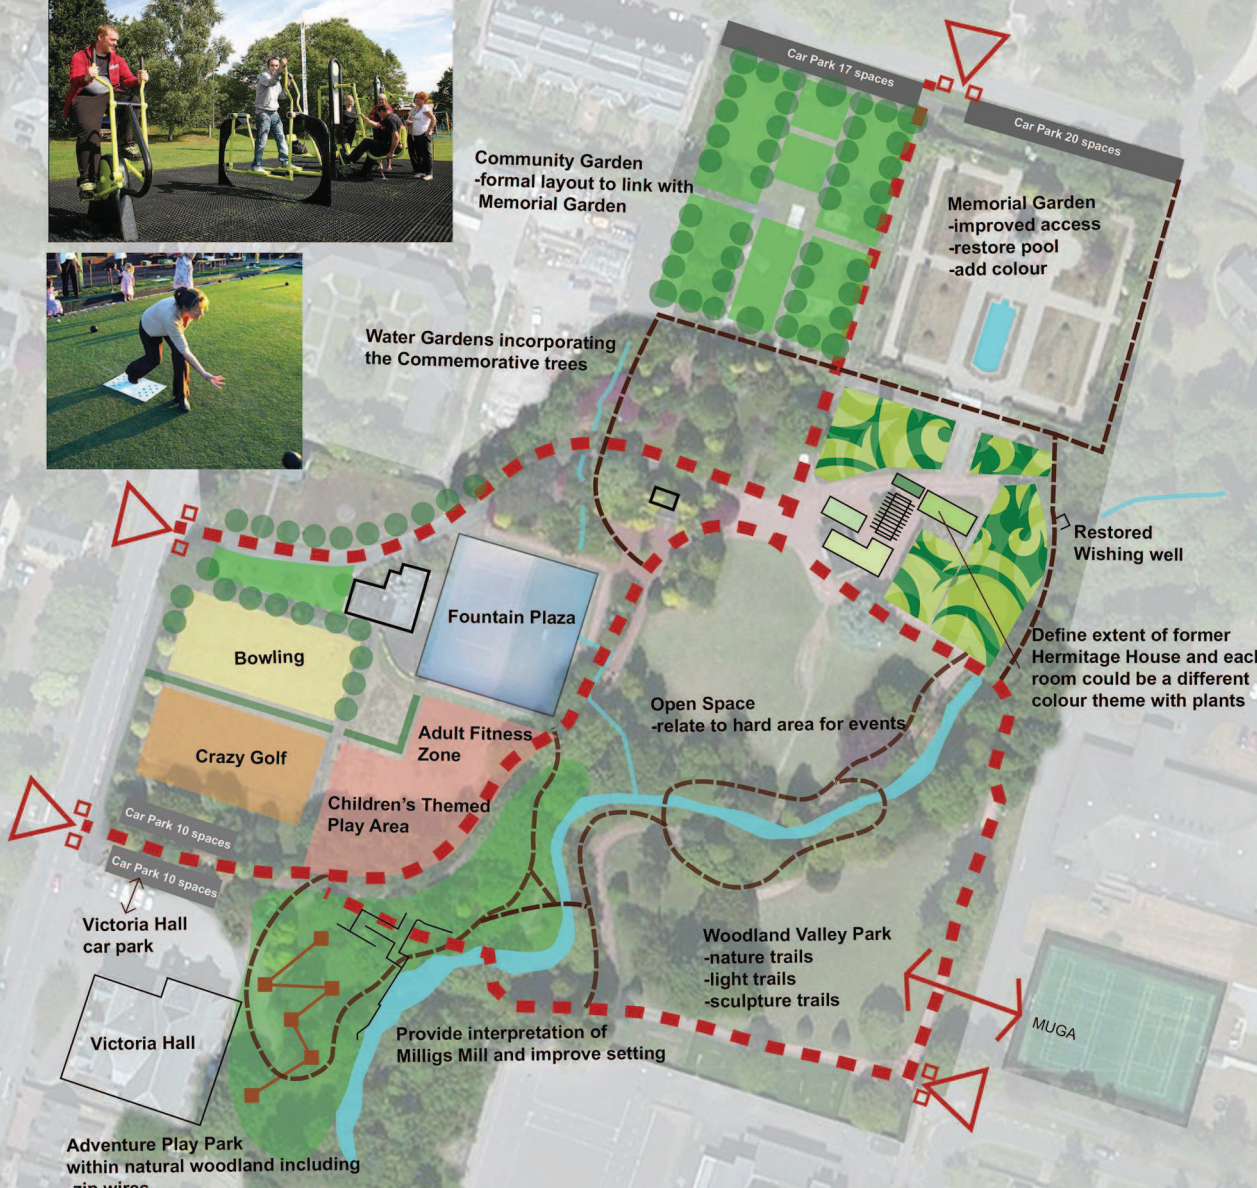 Car Park 17 spaces
Car Park 20 spaces
Community Garden
-formal layout to link with
Memorial Garden
Memorial Garden
-improved access
-restore pool
-add colour
Water Gardens incorporating
the Commemorative trees
Restored
Wishing well
Fountain Plaza
Bowling
Define extent of former
Hermitage House and each
room could be a different
colour theme with plants
Open Space
-relate to hard area for events
Adult Fitness
Zone
Crazy Golf
Children's Themed
Play Area
Car Park 10 spaces
Car Park 10 spaces
Victoria Hall
car park
Woodland Valley Park
-nature trails
-light trails
-sculpture trails
MUGA
Victoria Hall
Provide interpretation of
Milligs Mill and improve setting
Adventure Play Park
within natural woodland including
-zip wires